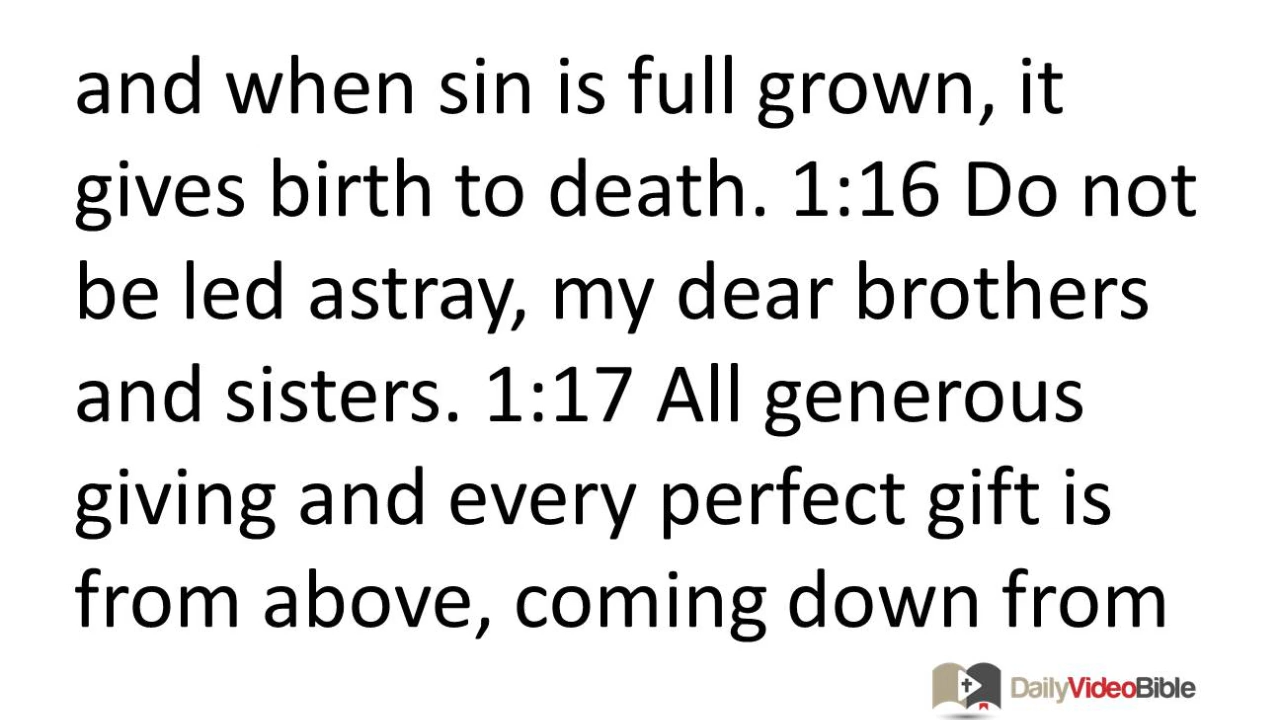 and when sin is full grown, it
gives birth to death. 1:16 Do not
be led astray, my dear brothers
and sisters. 1:17 All generous
giving and every perfect gift is
from above, coming down from
DailyVideoBible